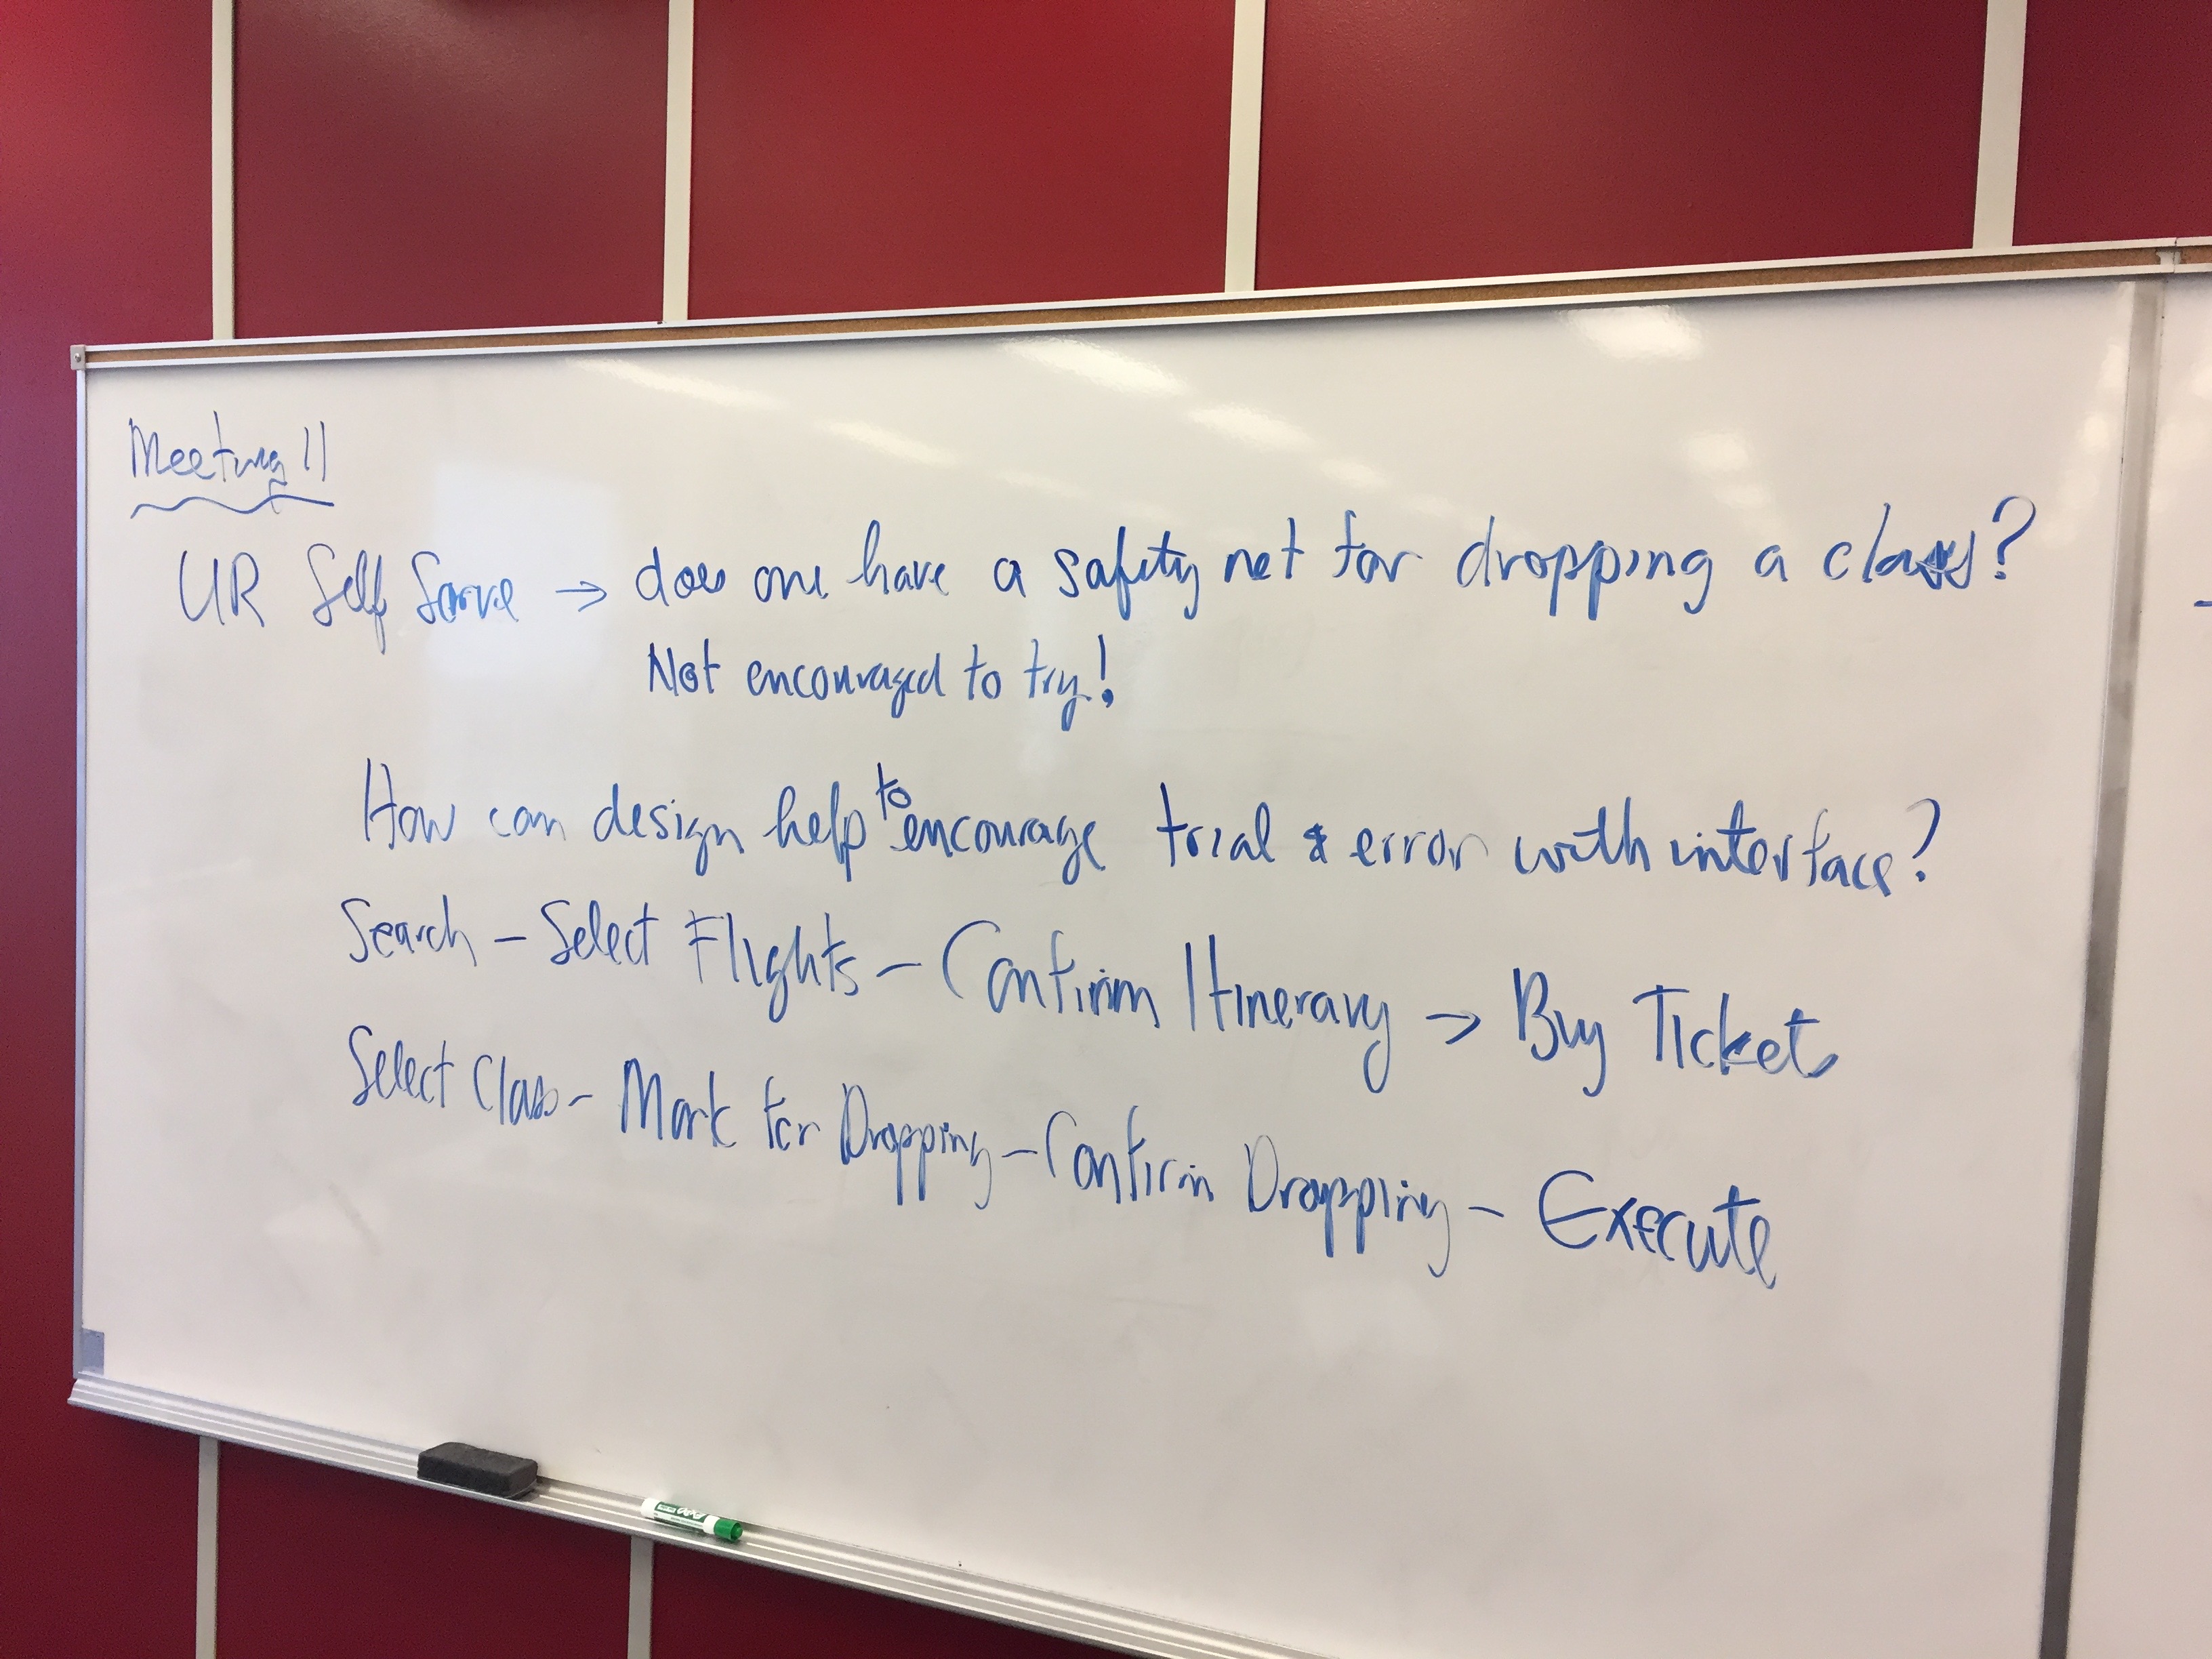 Meeting 11
UR Self Serve → does one have a safety net for dropping a class?
Not encouraged to try!
How can design help to encourage trial & error with interface?
Search – Select Flights – Confirim Itinerary → Buy Ticket
Select Class – Mark for Dropping – Confirim Dropping – Execute